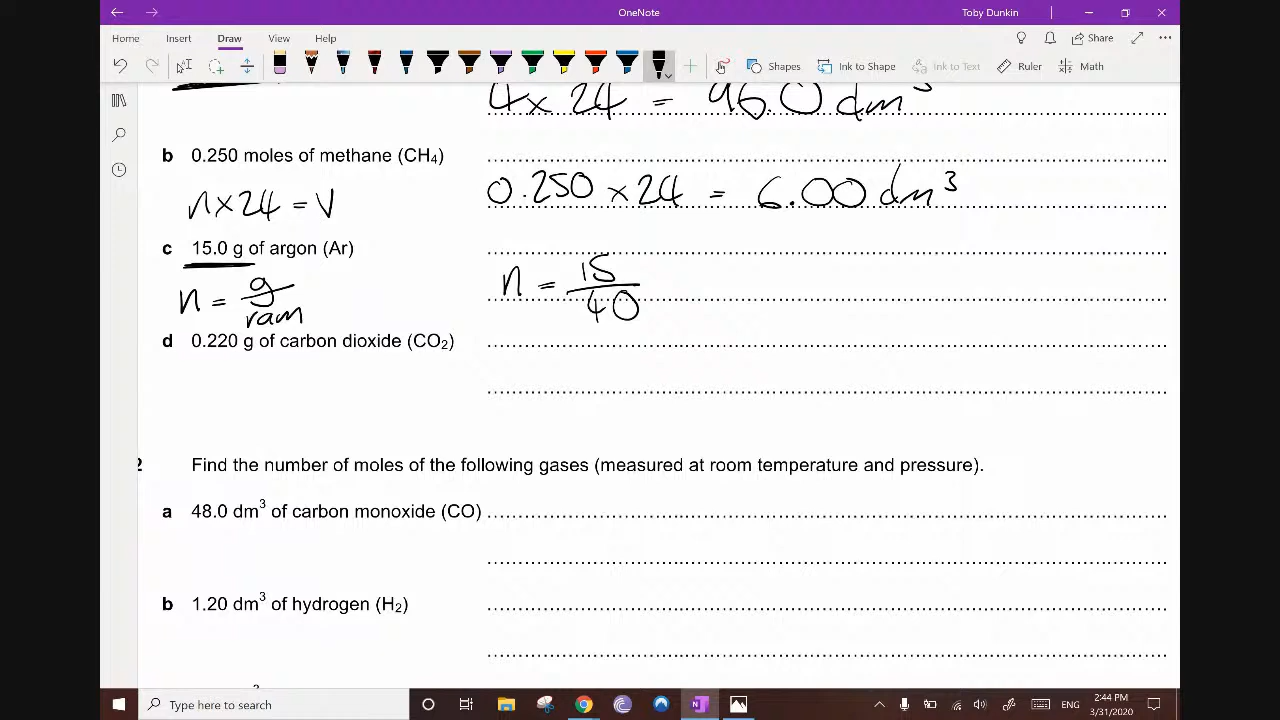 OneNote
Toby Dunkin
Home Insert Draw View Help
Share
Shapes Ink to Shape Ink to Text Ruler Math
4 x 24 = 96.0 dm³
b 0.250 moles of methane (CH₄)
n x 24 = V 0.250 x 24 = 6.00 dm³
c 15.0 g of argon (Ar)
n = g/ram n = 15/40
d 0.220 g of carbon dioxide (CO₂)
2 Find the number of moles of the following gases (measured at room temperature and pressure).
a 48.0 dm³ of carbon monoxide (CO)
b 1.20 dm³ of hydrogen (H₂)
3
Type here to search
ENG
2:44 PM
3/31/2020